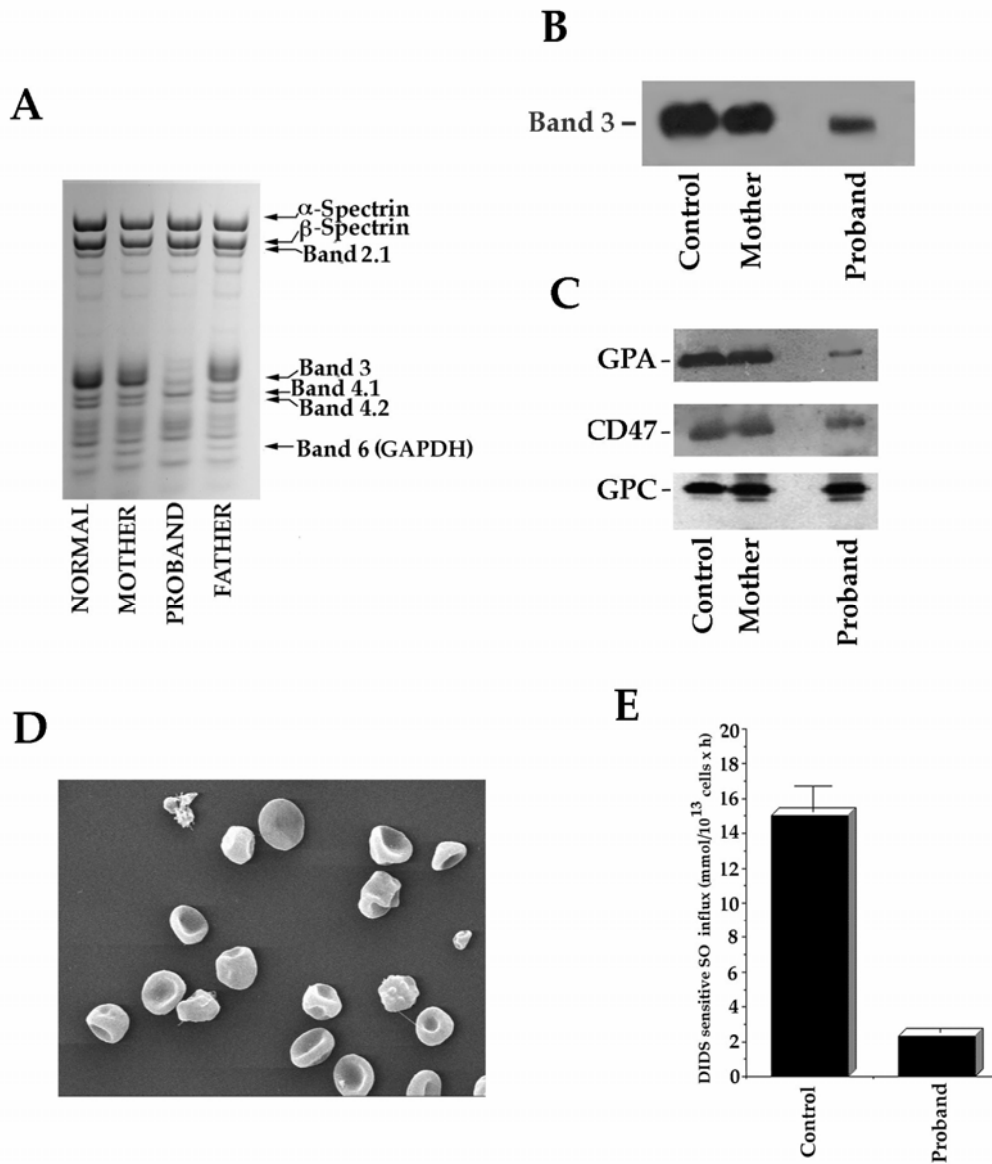 A
α-Spectrin
β-Spectrin
Band 2.1
Band 3
Band 4.1
Band 4.2
Band 6 (GAPDH)
NORMAL
MOTHER
PROBAND
FATHER
B
Band 3 –
Control
Mother
Proband
C
GPA -
CD47 -
GPC -
Control
Mother
Proband
D
E
DIDS sensitive SO influx (mmol/10¹³ cells x h)
20
18
16
14
12
10
8
6
4
2
0
Control
Proband